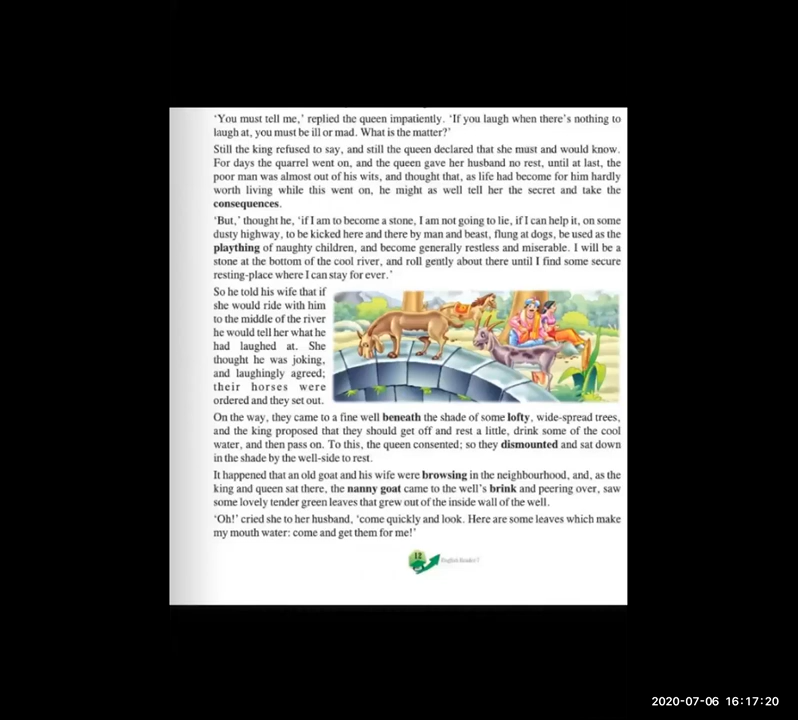 'You must tell me,' replied the queen impatiently. 'If you laugh when there's nothing to
laugh at, you must be ill or mad. What is the matter?'
Still the king refused to say, and still the queen declared that she must and would know.
For days the quarrel went on, and the queen gave her husband no rest, until at last, the
poor man was almost out of his wits, and thought that, as life had become for him hardly
worth living while this went on, he might as well tell her the secret and take the
consequences.
'But,' thought he, 'if I am to become a stone, I am not going to lie, if I can help it, on some
dusty highway, to be kicked here and there by man and beast, flung at dogs, be used as the
plaything of naughty children, and become generally restless and miserable. I will be a
stone at the bottom of the cool river, and roll gently about there until I find some secure
resting-place where I can stay for ever.'
So he told his wife that if
she would ride with him
to the middle of the river
he would tell her what he
had laughed at. She
thought he was joking,
and laughingly agreed;
their horses were
ordered and they set out.
On the way, they came to a fine well beneath the shade of some lofty, wide-spread trees,
and the king proposed that they should get off and rest a little, drink some of the cool
water, and then pass on. To this, the queen consented; so they dismounted and sat down
in the shade by the well-side to rest.
It happened that an old goat and his wife were browsing in the neighbourhood, and, as the
king and queen sat there, the nanny goat came to the well's brink and peering over, saw
some lovely tender green leaves that grew out of the inside wall of the well.
'Oh!' cried she to her husband, 'come quickly and look. Here are some leaves which make
my mouth water: come and get them for me!'
12
English Reader
2020-07-06 16:17:20